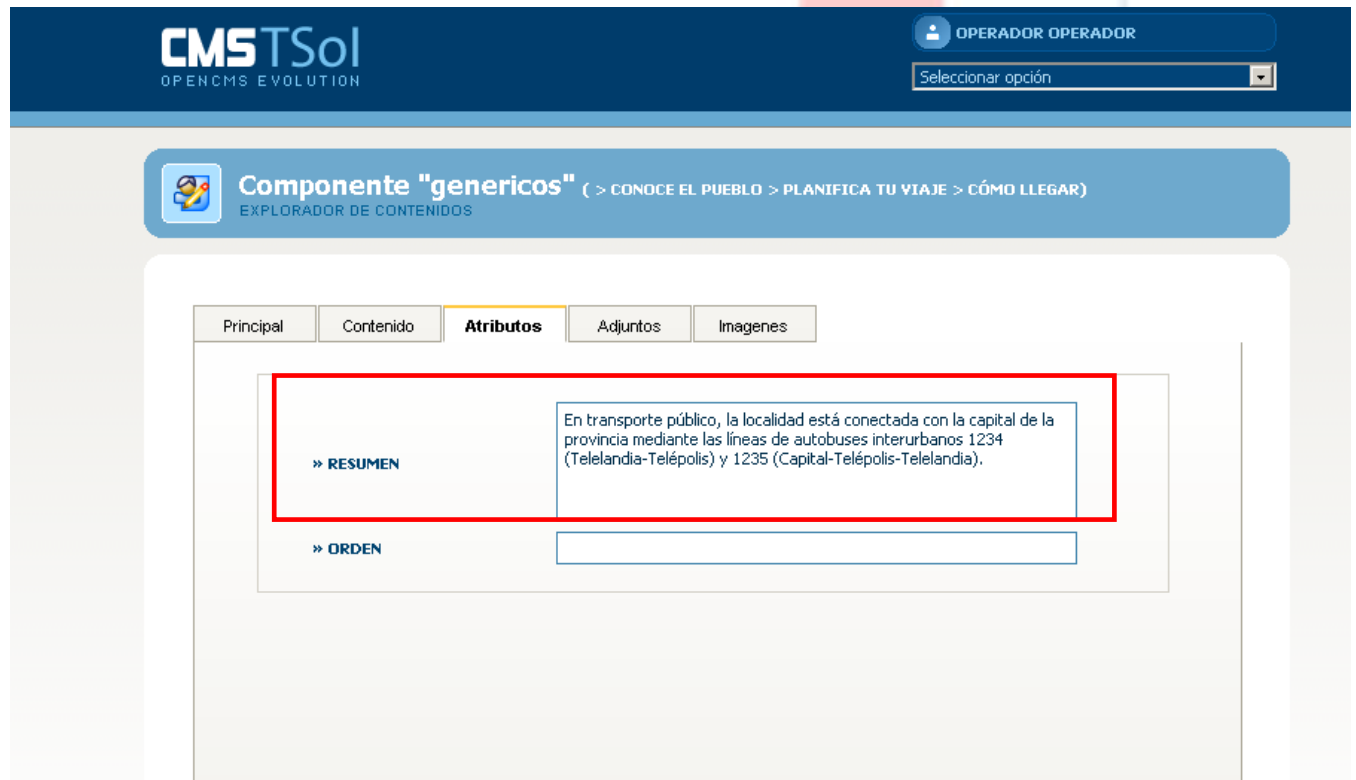 CMSTSol
OPENCMS EVOLUTION
OPERADOR OPERADOR
Seleccionar opción
Componente "genericos" ( > CONOCE EL PUEBLO > PLANIFICA TU VIAJE > CÓMO LLEGAR)
EXPLORADOR DE CONTENIDOS
Principal Contenido Atributos Adjuntos Imagenes
» RESUMEN
En transporte público, la localidad está conectada con la capital de la
provincia mediante las líneas de autobuses interurbanos 1234
(Telelandia-Telépolis) y 1235 (Capital-Telépolis-Telelandia).
» ORDEN